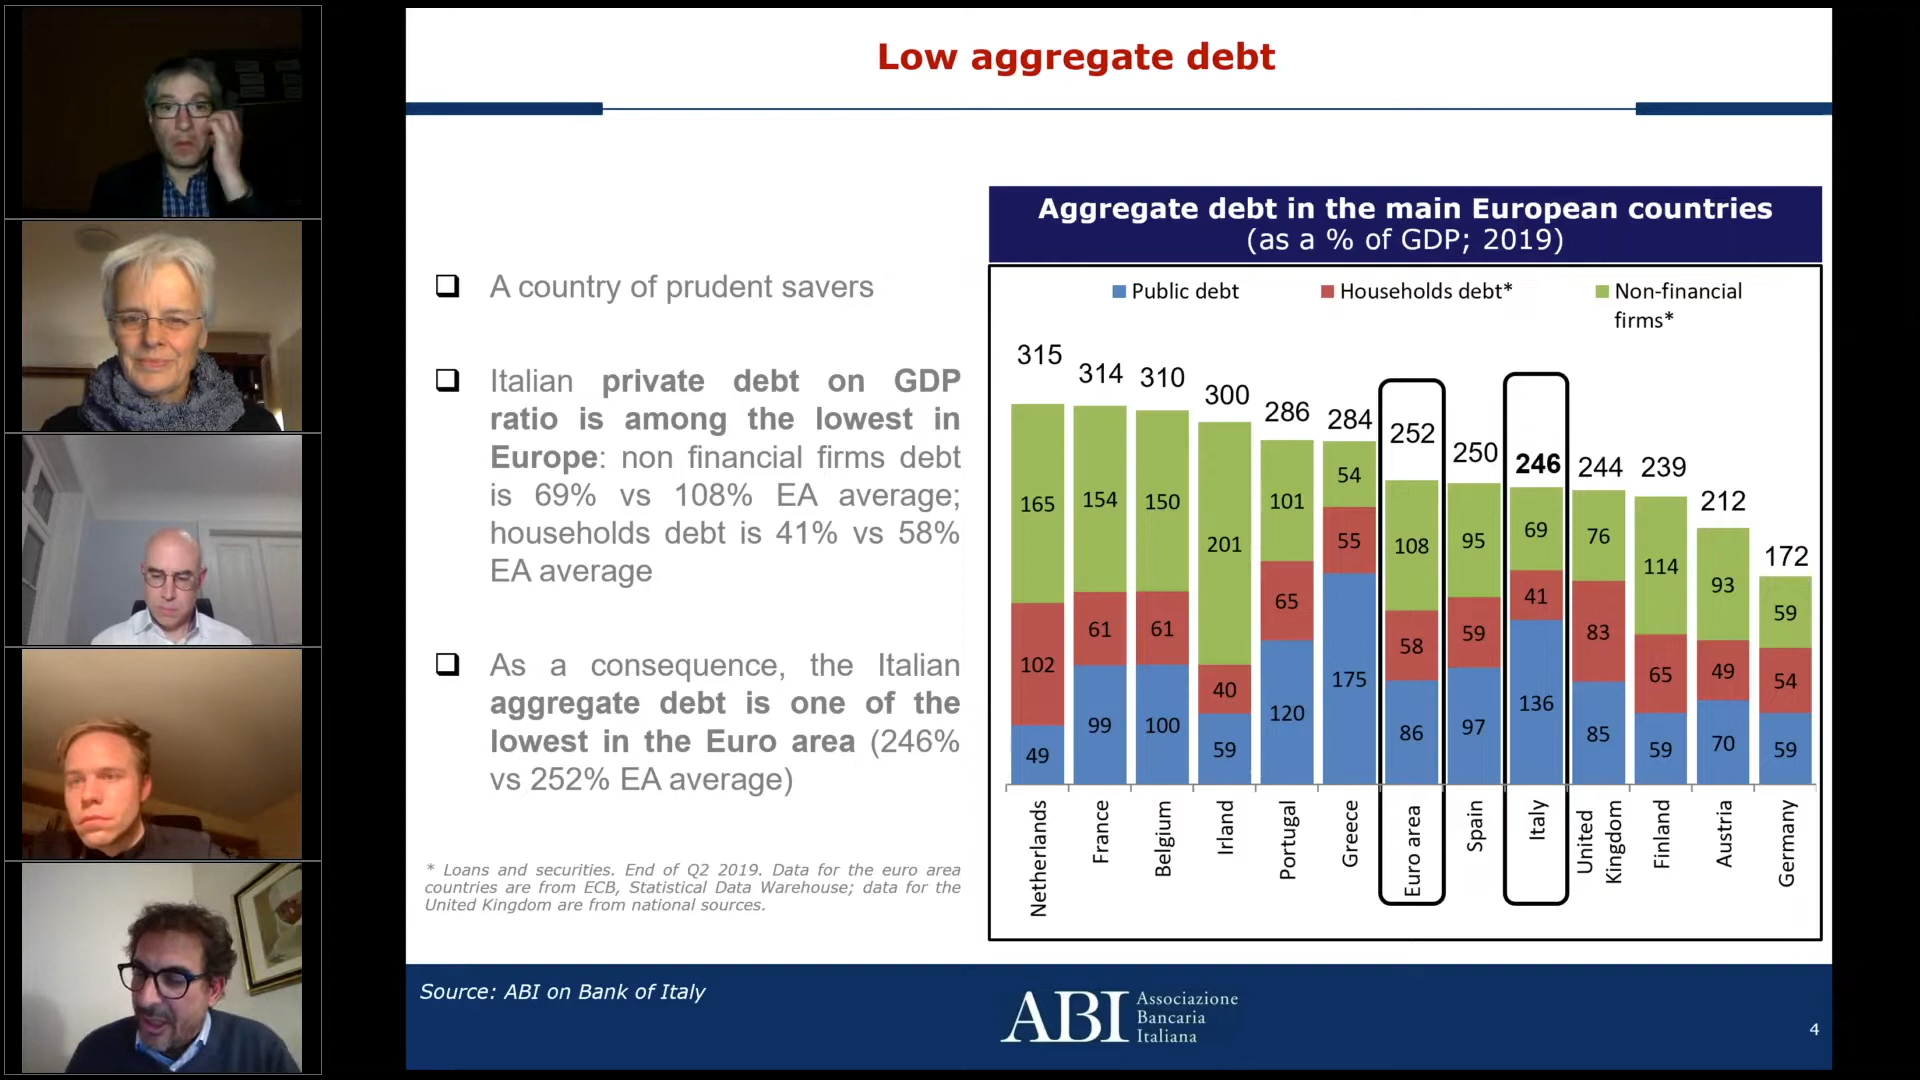 Low aggregate debt
A country of prudent savers
Italian private debt on GDP
ratio is among the lowest in
Europe: non financial firms debt
is 69% vs 108% EA average;
households debt is 41% vs 58%
EA average
As a consequence, the Italian
aggregate debt is one of the
lowest in the Euro area (246%
vs 252% EA average)
* Loans and securities. End of Q2 2019. Data for the euro area
countries are from ECB, Statistical Data Warehouse; data for the
United Kingdom are from national sources.
Aggregate debt in the main European countries
(as a % of GDP; 2019)
Public debt
Households debt*
Non-financial
firms*
315
314
310
300
286
284
252
250
246
244
239
212
172
165
154
150
201
101
54
108
95
69
76
114
93
59
102
61
61
40
65
55
58
59
41
83
65
49
54
49
99
100
59
120
175
86
97
136
85
59
70
59
Netherlands
France
Belgium
Irland
Portugal
Greece
Euro area
Spain
Italy
United
Kingdom
Finland
Austria
Germany
Source: ABI on Bank of Italy
ABI
Associazione
Bancaria
Italiana
4